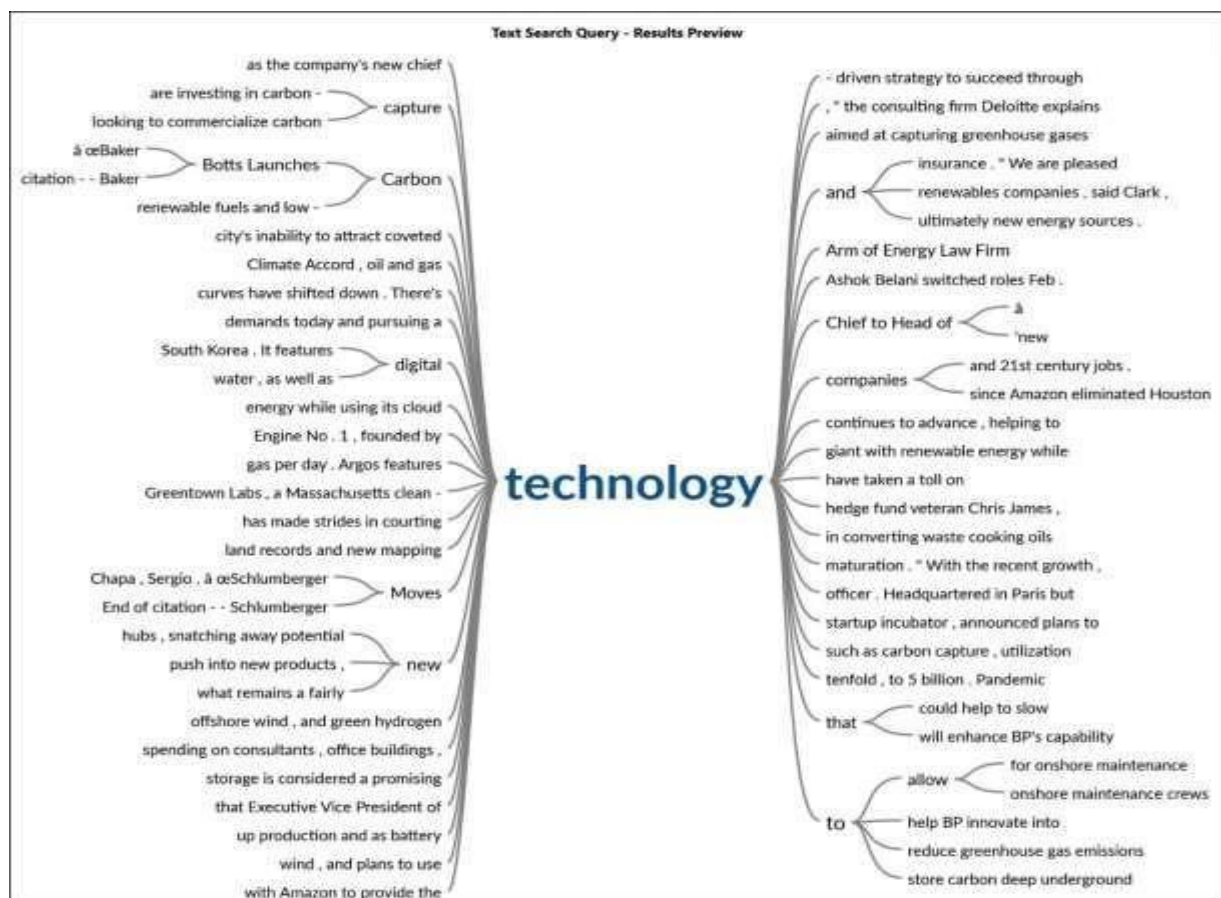 Text Search Query - Results Preview
as the company's new chief
are investing in carbon -
looking to commercialize carbon
capture
â œBaker
citation - - Baker
Botts Launches
renewable fuels and low -
Carbon
city's inability to attract coveted
Climate Accord , oil and gas
curves have shifted down . There's
demands today and pursuing a
South Korea . It features
water , as well as
digital
energy while using its cloud
Engine No . 1 , founded by
gas per day . Argos features
Greentown Labs , a Massachusetts clean -
has made strides in courting
land records and new mapping
Chapa , Sergio . â œSchlumberger
End of citation - - Schlumberger
Moves
hubs , snatching away potential
push into new products ,
what remains a fairly
new
offshore wind , and green hydrogen
spending on consultants , office buildings ,
storage is considered a promising
that Executive Vice President of
up production and as battery
wind , and plans to use
with Amazon to provide the
technology
- driven strategy to succeed through
, " the consulting firm Deloitte explains
aimed at capturing greenhouse gases
and
insurance . " We are pleased
renewables companies , said Clark ,
ultimately new energy sources .
Arm of Energy Law Firm
Ashok Belani switched roles Feb .
Chief to Head of
â
'new
companies
and 21st century jobs .
since Amazon eliminated Houston
continues to advance , helping to
giant with renewable energy while
have taken a toll on
hedge fund veteran Chris James ,
in converting waste cooking oils
maturation . " With the recent growth ,
officer . Headquartered in Paris but
startup incubator , announced plans to
such as carbon capture , utilization
tenfold , to 5 billion . Pandemic
that
could help to slow
will enhance BP's capability
to
allow
for onshore maintenance
onshore maintenance crews
help BP innovate into
reduce greenhouse gas emissions
store carbon deep underground